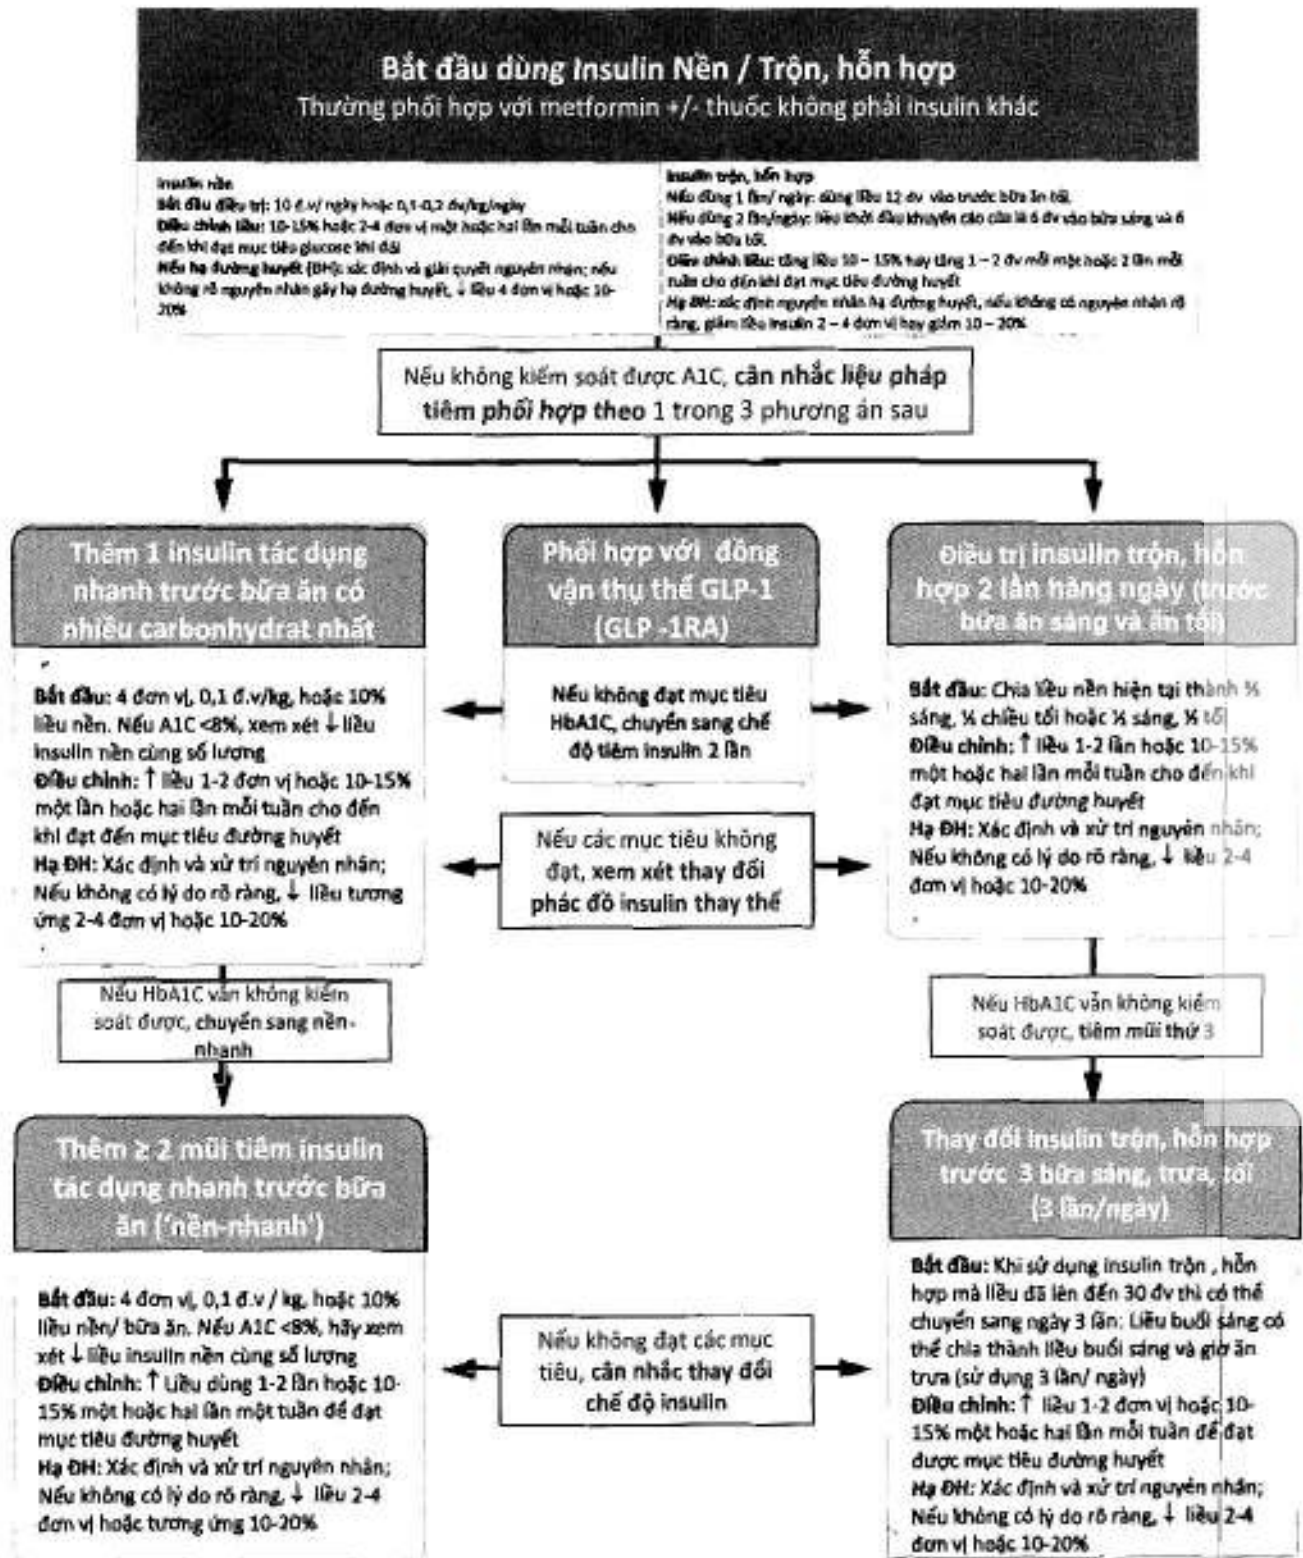 Bắt đầu dùng Insulin Nền / Trộn, hỗn hợp
Thường phối hợp với metformin +/- thuốc không phải insulin khác
Insulin nền
Bắt đầu điều trị: 10 đ.v/ ngày hoặc 0,1-0,2 đv/kg/ngày
Điều chỉnh liều: 10-15% hoặc 2-4 đơn vị một hoặc hai lần mỗi tuần cho
đến khi đạt mục tiêu glucose khi đói
Nếu hạ đường huyết (ĐH): xác định và giải quyết nguyên nhân; nếu
không rõ nguyên nhân gây hạ đường huyết, ↓ liều 4 đơn vị hoặc 10-
20%
Insulin trộn, hỗn hợp
Nếu dùng 1 lần/ ngày: dùng liều 12 đv vào trước bữa ăn tối.
Nếu dùng 2 lần/ngày: liều khởi đầu khuyến cáo của là 6 đv vào bữa sáng và 6
đv vào bữa tối.
Điều chỉnh liều: tăng liều 10 – 15% hay tăng 1 – 2 đv mỗi một hoặc 2 lần mỗi
tuần cho đến khi đạt mục tiêu đường huyết
Hạ ĐH: xác định nguyên nhân hạ đường huyết, nếu không có nguyên nhân rõ
ràng, giảm liều insulin 2 – 4 đơn vị hay giảm 10 – 20%
Nếu không kiểm soát được A1C, cân nhắc liệu pháp
tiêm phối hợp theo 1 trong 3 phương án sau
Thêm 1 insulin tác dụng
nhanh trước bữa ăn có
nhiều carbonhydrat nhất
Bắt đầu: 4 đơn vị, 0,1 đ.v/kg, hoặc 10%
liều nền. Nếu A1C <8%, xem xét ↓ liều
insulin nền cùng số lượng
Điều chỉnh: ↑ liều 1-2 đơn vị hoặc 10-15%
một lần hoặc hai lần mỗi tuần cho đến
khi đạt đến mục tiêu đường huyết
Hạ ĐH: Xác định và xử trí nguyên nhân;
Nếu không có lý do rõ ràng, ↓ liều tương
ứng 2-4 đơn vị hoặc 10-20%
Phối hợp với đồng
vận thụ thể GLP-1
(GLP -1RA)
Nếu không đạt mục tiêu
HbA1C, chuyển sang chế
độ tiêm insulin 2 lần
Nếu các mục tiêu không
đạt, xem xét thay đổi
phác đồ insulin thay thế
Điều trị insulin trộn, hỗn
hợp 2 lần hàng ngày (trước
bữa ăn sáng và ăn tối)
Bắt đầu: Chia liều nền hiện tại thành
sáng, chiều tối hoặc ½ sáng, ½ tối
Điều chỉnh: ↑ liều 1-2 lần hoặc 10-15%
một hoặc hai lần mỗi tuần cho đến khi
đạt mục tiêu đường huyết
Hạ ĐH: Xác định và xử trí nguyên nhân;
Nếu không có lý do rõ ràng, ↓ liều 2-4
đơn vị hoặc 10-20%
Nếu HbA1C vẫn không kiểm
soát được, chuyển sang nền-
nhanh
Nếu HbA1C vẫn không kiểm
soát được, tiêm mũi thứ 3
Thêm ≥ 2 mũi tiêm insulin
tác dụng nhanh trước bữa
ăn ('nền-nhanh')
Bắt đầu: 4 đơn vị, 0,1 đ.v / kg, hoặc 10%
liều nền/ bữa ăn. Nếu A1C <8%, hãy xem
xét ↓ liều insulin nền cùng số lượng
Điều chỉnh: ↑ Liều dùng 1-2 lần hoặc 10-
15% một hoặc hai lần một tuần để đạt
mục tiêu đường huyết
Hạ ĐH: Xác định và xử trí nguyên nhân;
Nếu không có lý do rõ ràng, ↓ liều 2-4
đơn vị hoặc tương ứng 10-20%
Nếu không đạt các mục
tiêu, cân nhắc thay đổi
chế độ insulin
Thay đổi insulin trộn, hỗn hợp
trước 3 bữa sáng, trưa, tối
(3 lần/ngày)
Bắt đầu: Khi sử dụng insulin trộn , hỗn
hợp mà liều đã lên đến 30 đv thì có thể
chuyển sang ngày 3 lần: Liều buổi sáng có
thể chia thành liều buổi sáng và giờ ăn
trưa (sử dụng 3 lần/ ngày)
Điều chỉnh: ↑ liều 1-2 đơn vị hoặc 10-
15% một hoặc hai lần mỗi tuần để đạt
được mục tiêu đường huyết
Hạ ĐH: Xác định và xử trí nguyên nhân;
Nếu không có lý do rõ ràng, ↓ liều 2-4
đơn vị hoặc 10-20%